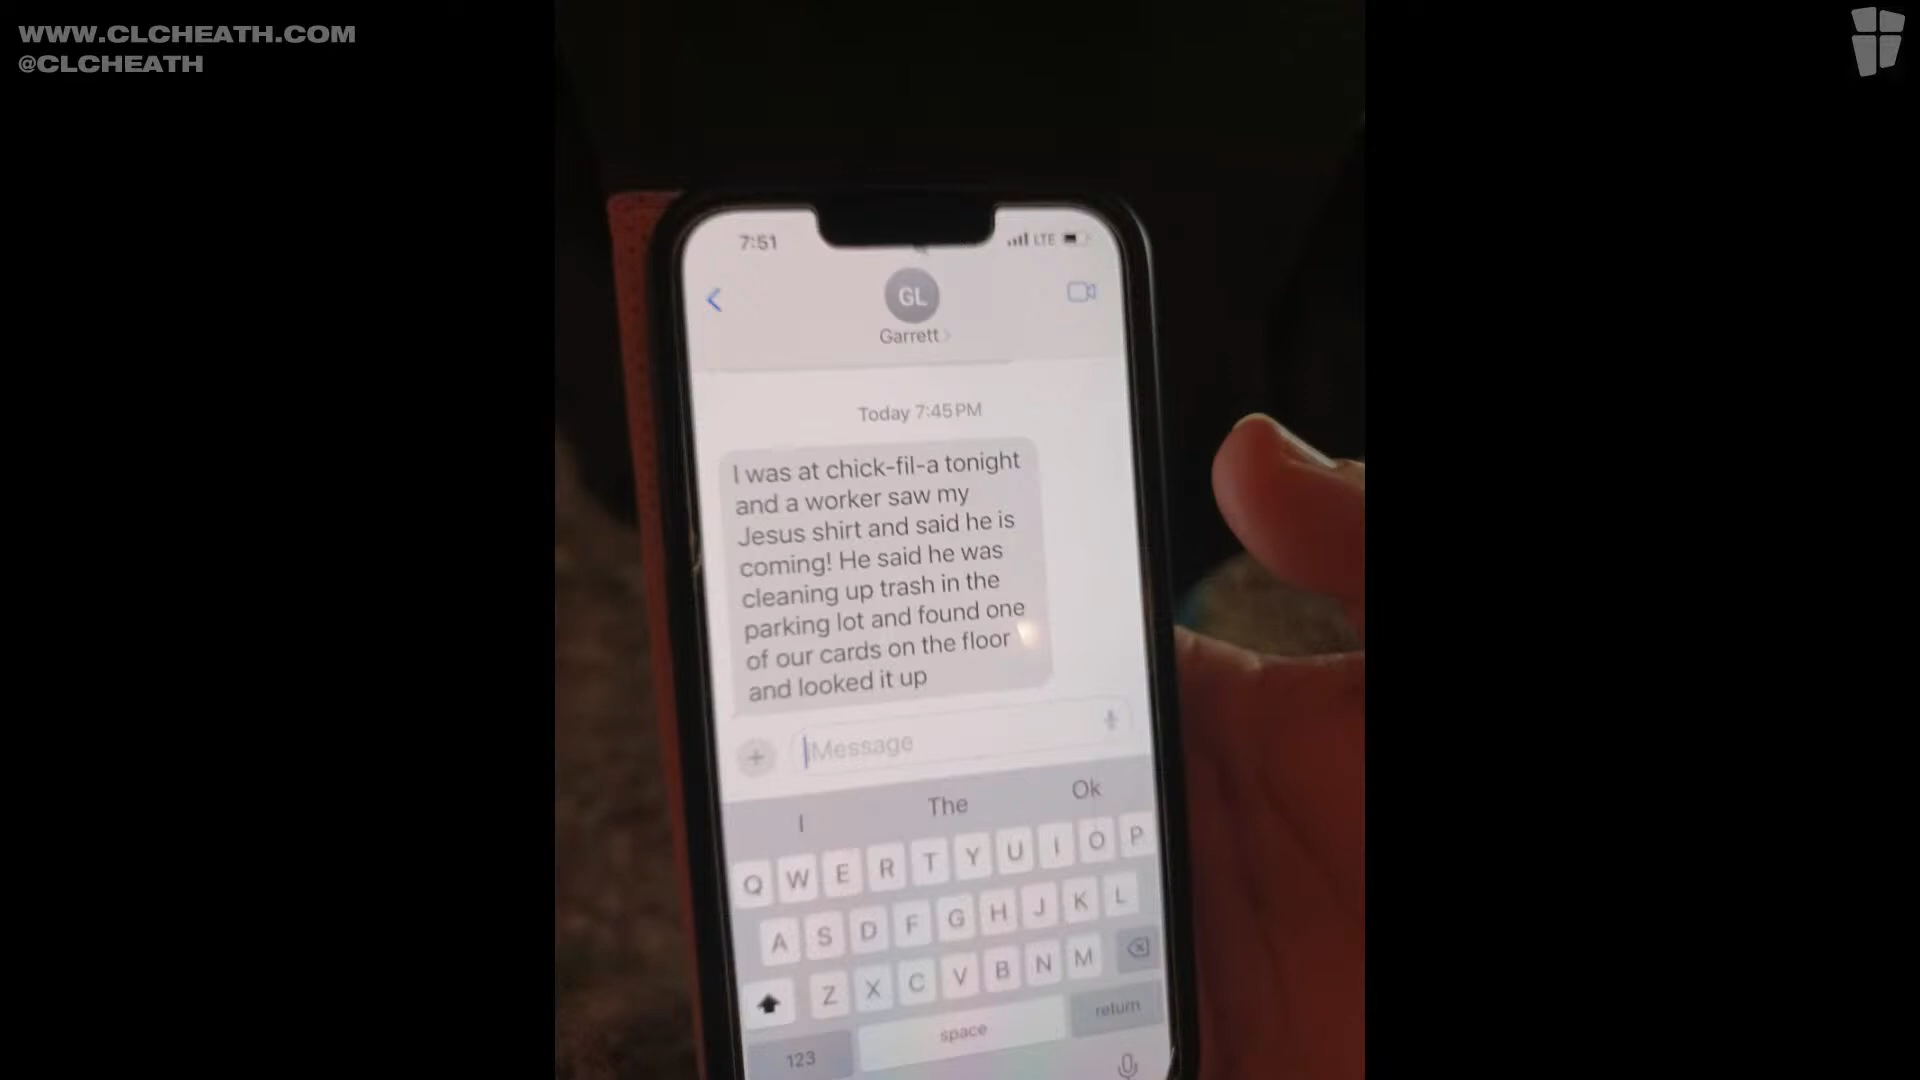 WWW.CLCHEATH.COM
@CLCHEATH
7:51
LTE
GL
Garrett
Today 7:45 PM
I was at chick-fil-a tonight
and a worker saw my
Jesus shirt and said he is
coming! He said he was
cleaning up trash in the
parking lot and found one
of our cards on the floor
and looked it up
Message
I The Ok
Q W E R T Y U I O P
A S D F G H J K L
Z X C V B N M
123 space return